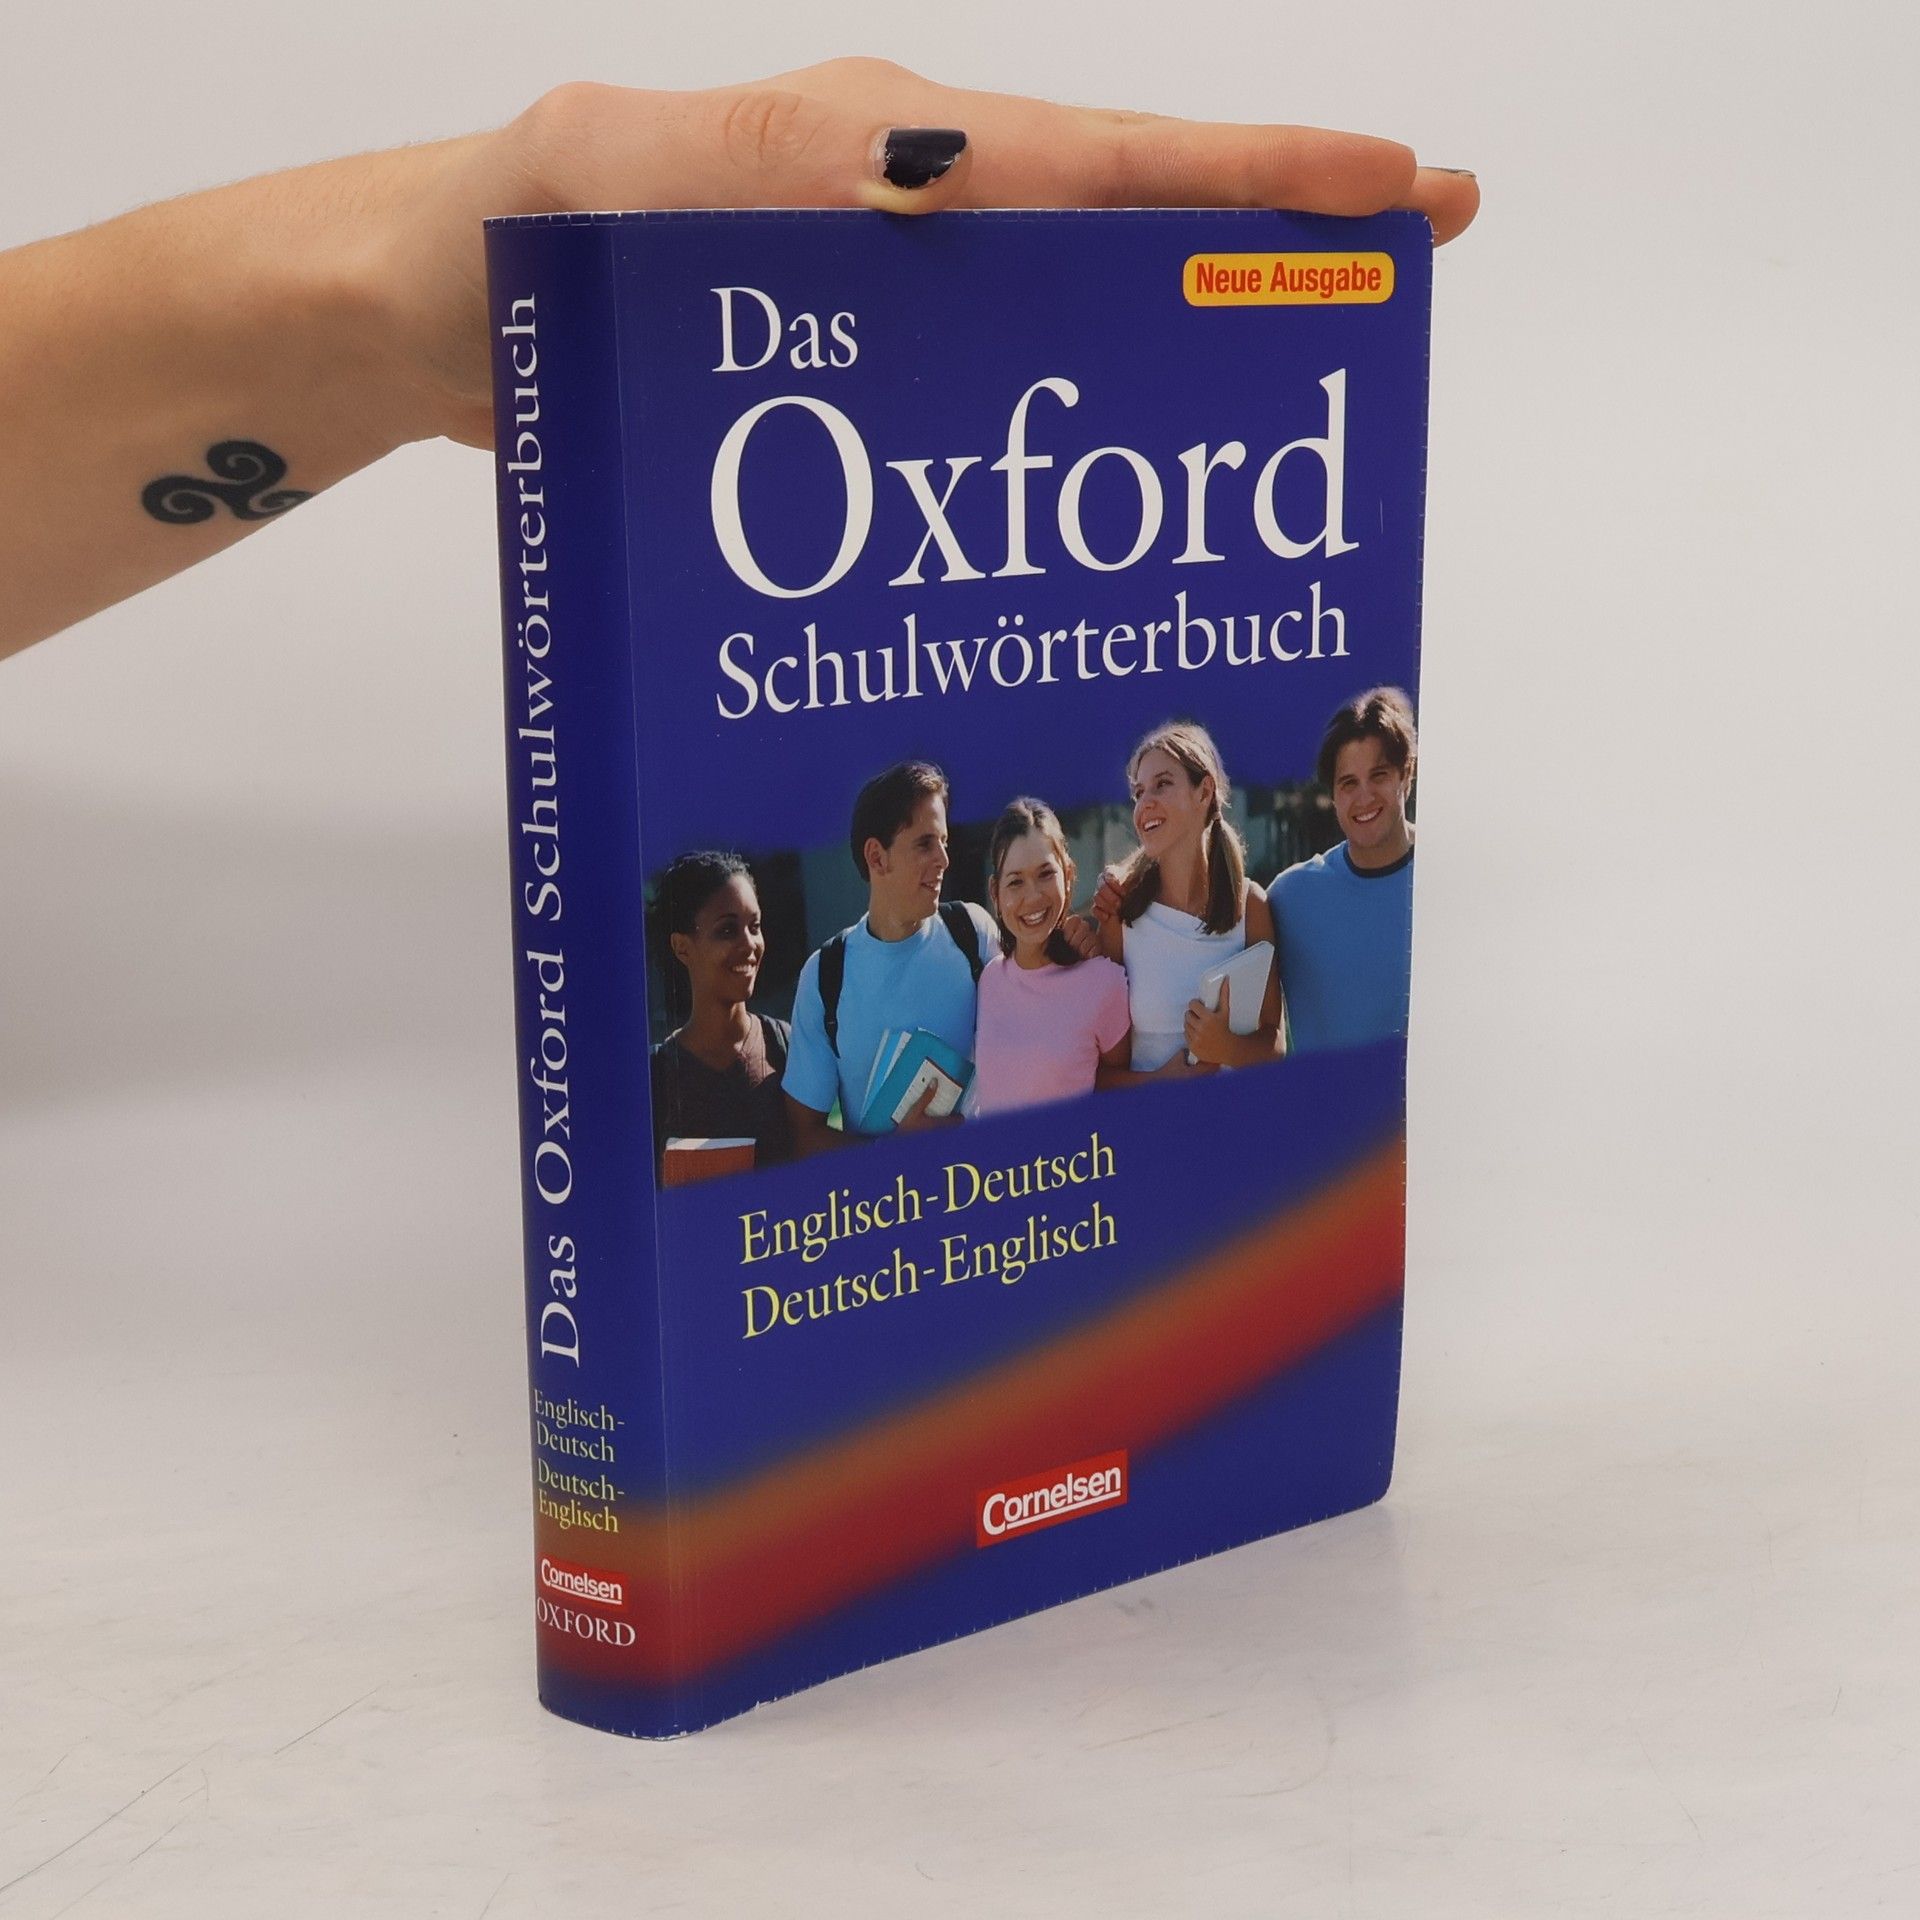 Neue Ausgabe
Das
Oxford
Schulwörterbuch
Englisch-Deutsch
Deutsch-Englisch
Cornelsen
Das Oxford Schulwörterbuch
Englisch-
Deutsch
Deutsch-
Englisch
Cornelsen
OXFORD